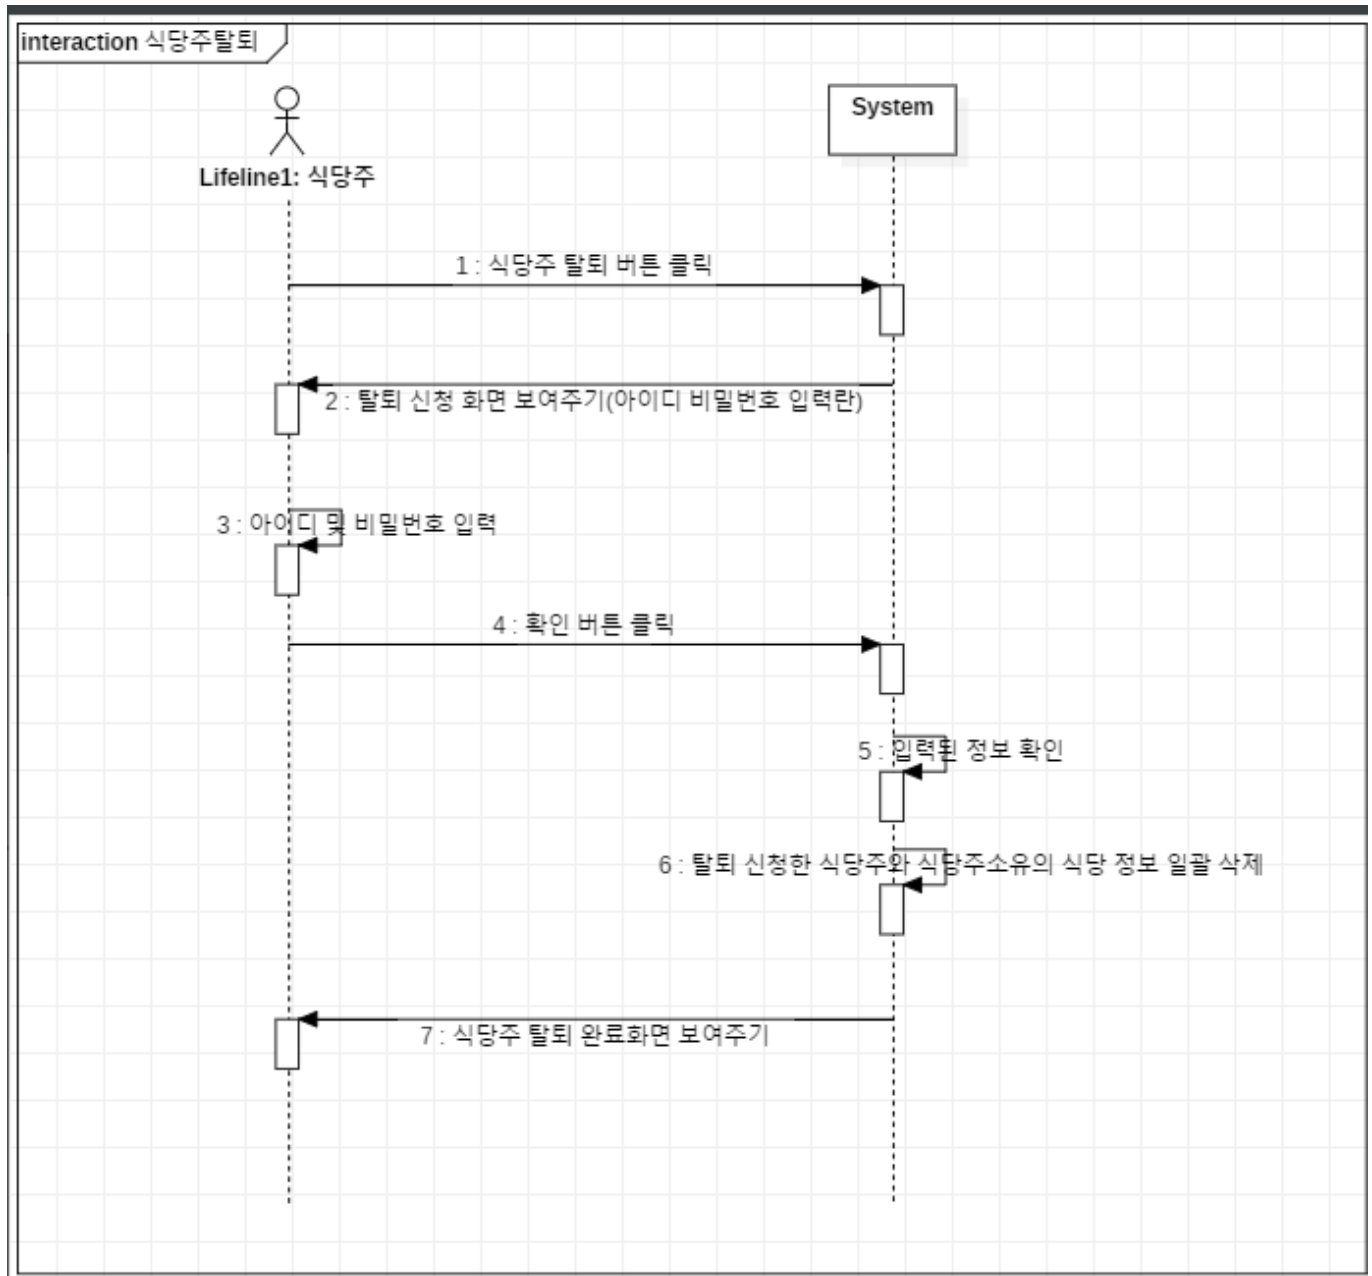 interaction 식당주탈퇴
System
Lifeline1: 식당주
1 : 식당주 탈퇴 버튼 클릭
2 : 탈퇴 신청 화면 보여주기(아이디 비밀번호 입력란)
3 : 아이디 및 비밀번호 입력
4 : 확인 버튼 클릭
5 : 입력된 정보 확인
6 : 탈퇴 신청한 식당주와 식당주소유의 식당 정보 일괄 삭제
7 : 식당주 탈퇴 완료화면 보여주기